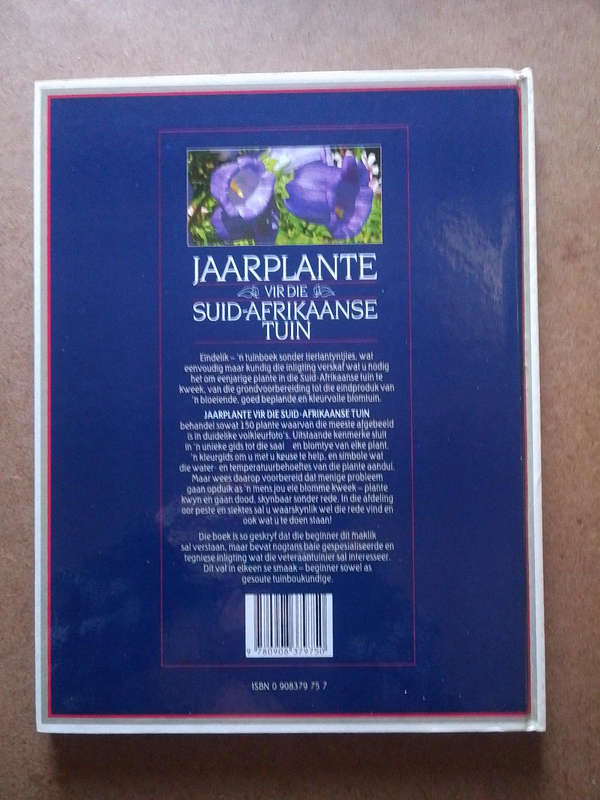 JAARPLANTE
VIR DIE
SUID-AFRIKAANSE
TUIN
Eindelik – 'n tuinboek sonder tierlantyntjies, wat
eenvoudig maar kundig die inligting verskaf wat u nodig
het om eenjarige plante in die Suid-Afrikaanse tuin te
kweek, van die grondvoorbereiding tot die eindproduk van
'n bloeiende, goed beplande en kleurvolle blomtuin.
JAARPLANTE VIR DIE SUID-AFRIKAANSE TUIN
behandel sowat 150 plante waarvan die meeste afgebeeld
is in duidelike volkleurfoto's. Uitstaande kenmerke sluit
in 'n unieke gids tot die saai en blomtye van elke plant,
'n kleurgids om u met u keuse te help, en simbole wat
die water- en temperatuurbehoeftes van die plante aandui.
Maar wees daarop voorbereid dat menige probleem
gaan opduik as 'n mens jou eie blomme kweek – plante
kwyn en gaan dood, skynbaar sonder rede. In die afdeling
oor peste en siektes sal u waarskynlik wel die rede vind en
ook wat u te doen staan!
Die boek is so geskryf dat die beginner dit maklik
sal verstaan, maar bevat nogtans baie gespesialiseerde en
tegniese inligting wat die veteraantuinier sal interesseer.
Dit val in elkeen se smaak – beginner sowel as
gesoute tuinboukundige.
9 780908 379750
ISBN 0 908379 75 7